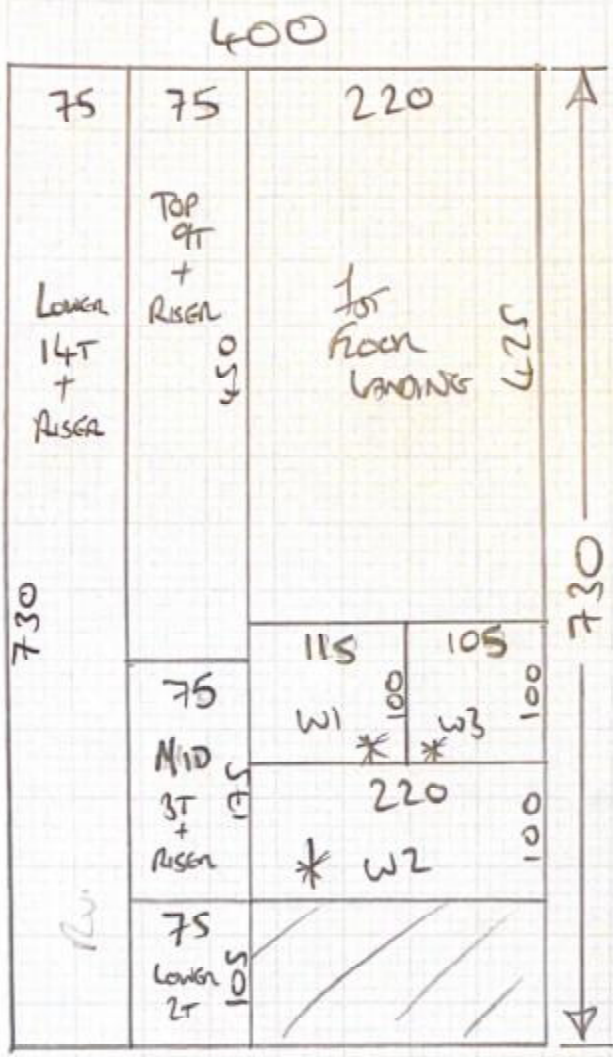 400
75
75
220
TOP
9T
+
RISER
450
LOWER
14T
+
RISER
1ST
FLOOR
LANDING
425
730
730
115
105
W1
100
*
W3
100
*
75
MID
3T
+
RISER
175
220
* W2
100
75
LOWER
2T
105